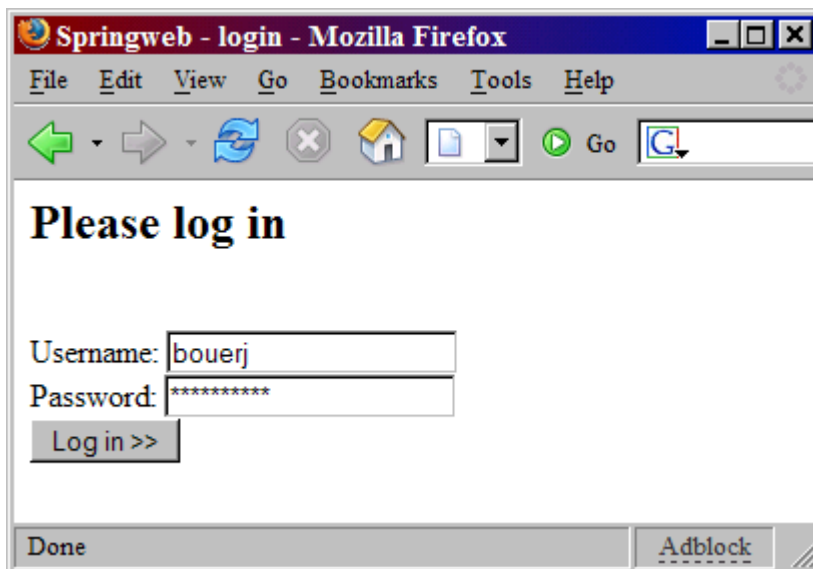 Springweb - login - Mozilla Firefox
File Edit View Go Bookmarks Tools Help
Go G
Please log in
Username: bouerj
Password: **********
Log in >>
Done Adblock